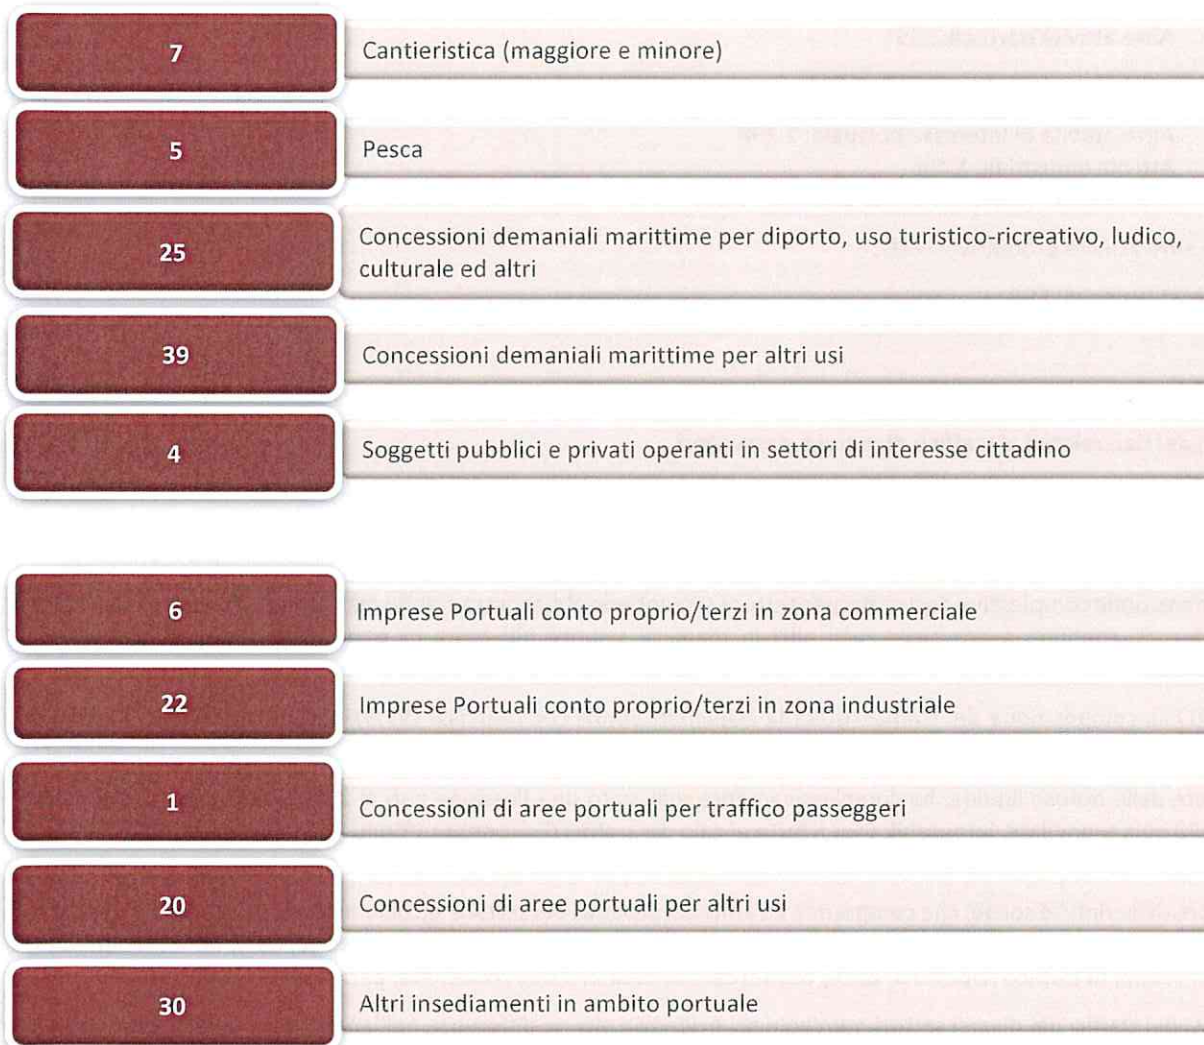 7
Cantieristica (maggiore e minore)
5
Pesca
25
Concessioni demaniali marittime per diporto, uso turistico-ricreativo, ludico,
culturale ed altri
39
Concessioni demaniali marittime per altri usi
4
Soggetti pubblici e privati operanti in settori di interesse cittadino
6
Imprese Portuali conto proprio/terzi in zona commerciale
22
Imprese Portuali conto proprio/terzi in zona industriale
1
Concessioni di aree portuali per traffico passeggeri
20
Concessioni di aree portuali per altri usi
30
Altri insediamenti in ambito portuale